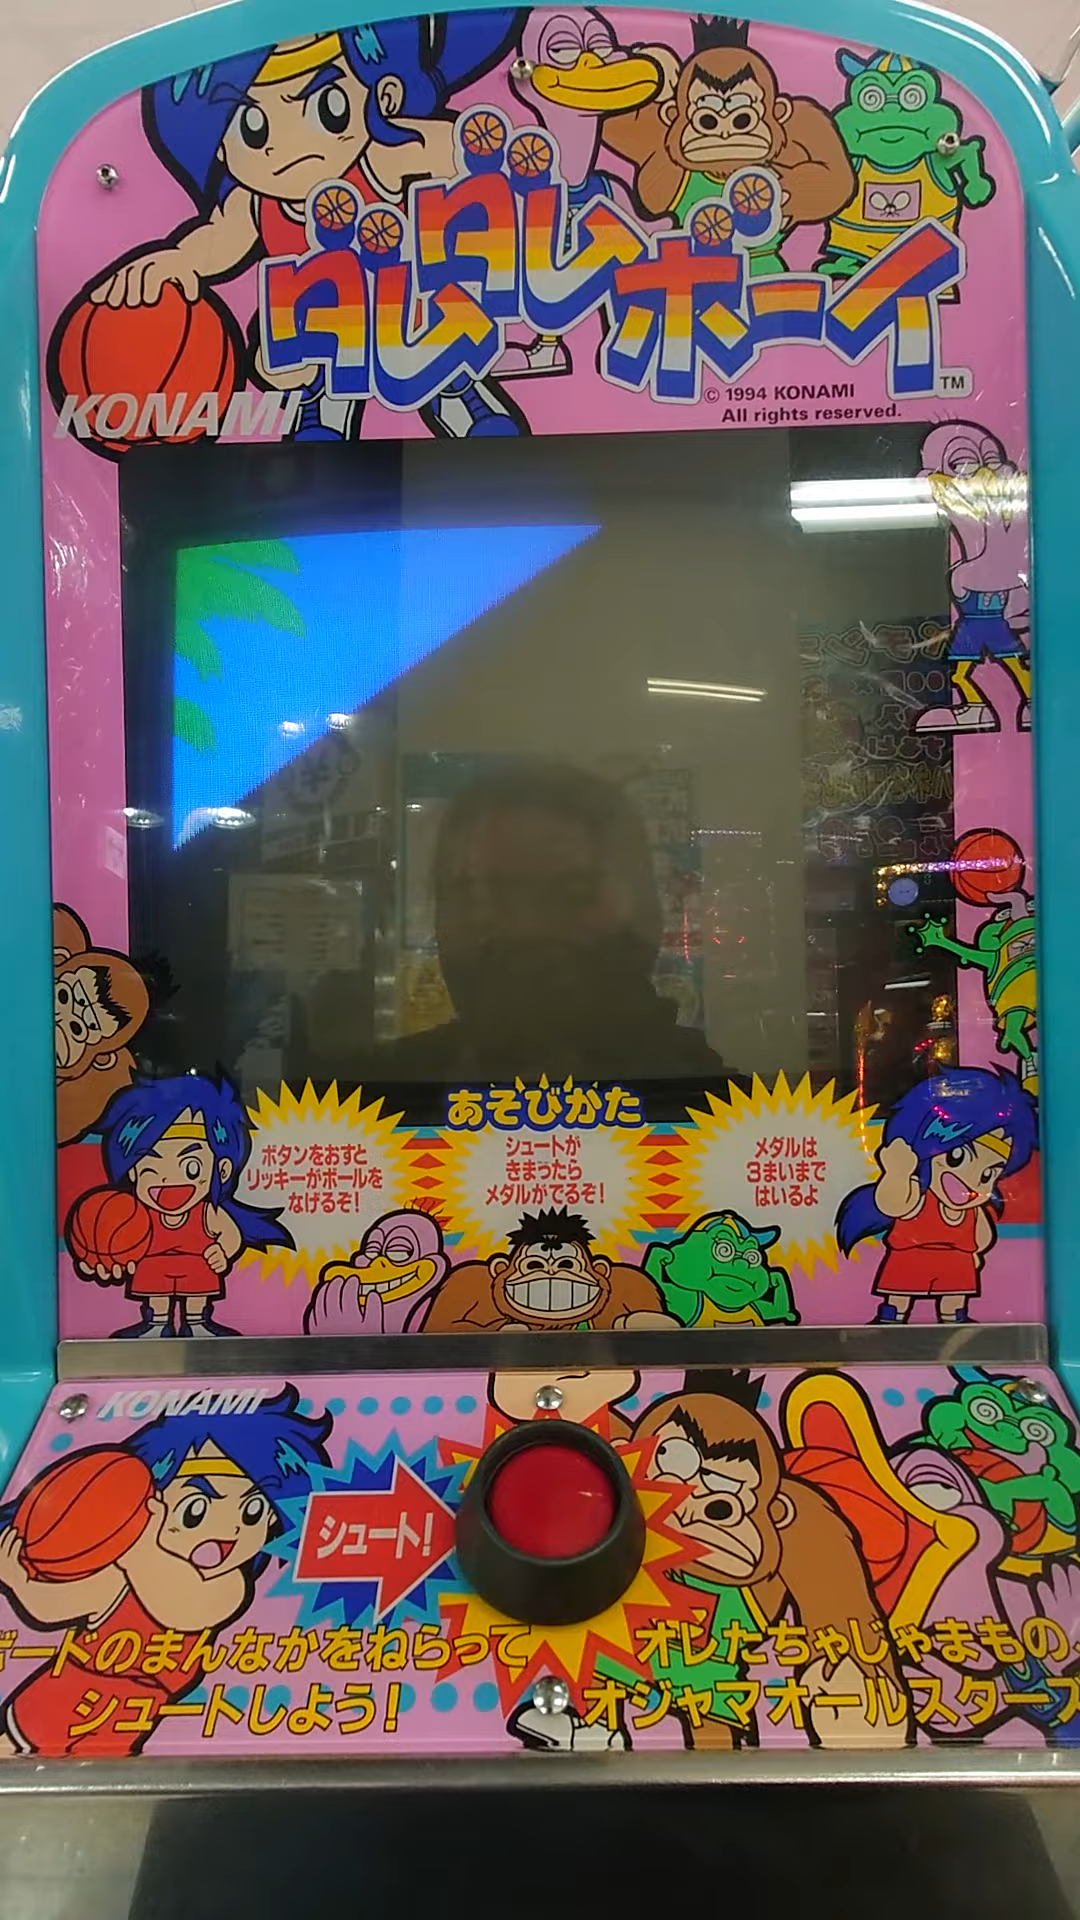 ダムダムボーイ
TM
KONAMI
© 1994 KONAMI
All rights reserved.
あそびかた
ボタンをおすと
リッキーがボールを
なげるぞ!
シュートが
きまったら
メダルがでるぞ!
メダルは
3まいまで
はいるよ
KONAMI
シュート!
ボードのまんなかをねらって
シュートしよう!
オレたちゃじゃまもの
オジャマオールスターズ